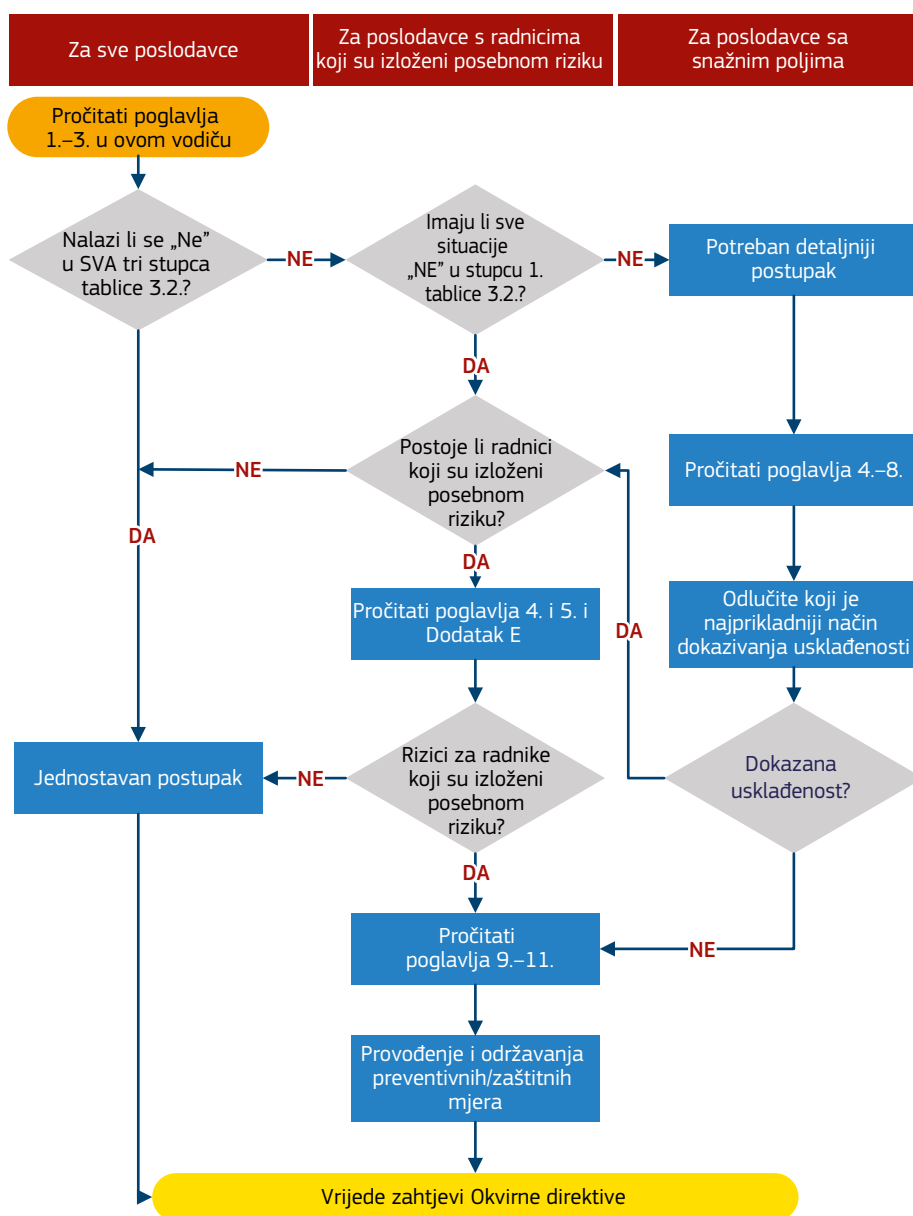 Za sve poslodavce
Za poslodavce s radnicima
koji su izloženi posebnom riziku
Za poslodavce sa
snažnim poljima
Pročitati poglavlja
1.–3. u ovom vodiču
Nalazi li se „Ne”
u SVA tri stupca
tablice 3.2.?
NE
Imaju li sve
situacije
„NE” u stupcu 1.
tablice 3.2.?
NE
Potreban detaljniji
postupak
DA
Postoje li radnici
koji su izloženi
posebnom
riziku?
NE
Pročitati poglavlja 4.–8.
DA
DA
Pročitati poglavlja 4. i 5. i
Dodatak E
DA
Odlučite koji je
najprikladniji način
dokazivanja usklađenosti
Jednostavan postupak
NE
Rizici za radnike
koji su izloženi
posebnom
riziku?
Dokazana
usklađenost?
DA
Pročitati
poglavlja 9.–11.
NE
Provođenje i održavanja
preventivnih/zaštitnih
mjera
Vrijede zahtjevi Okvirne direktive